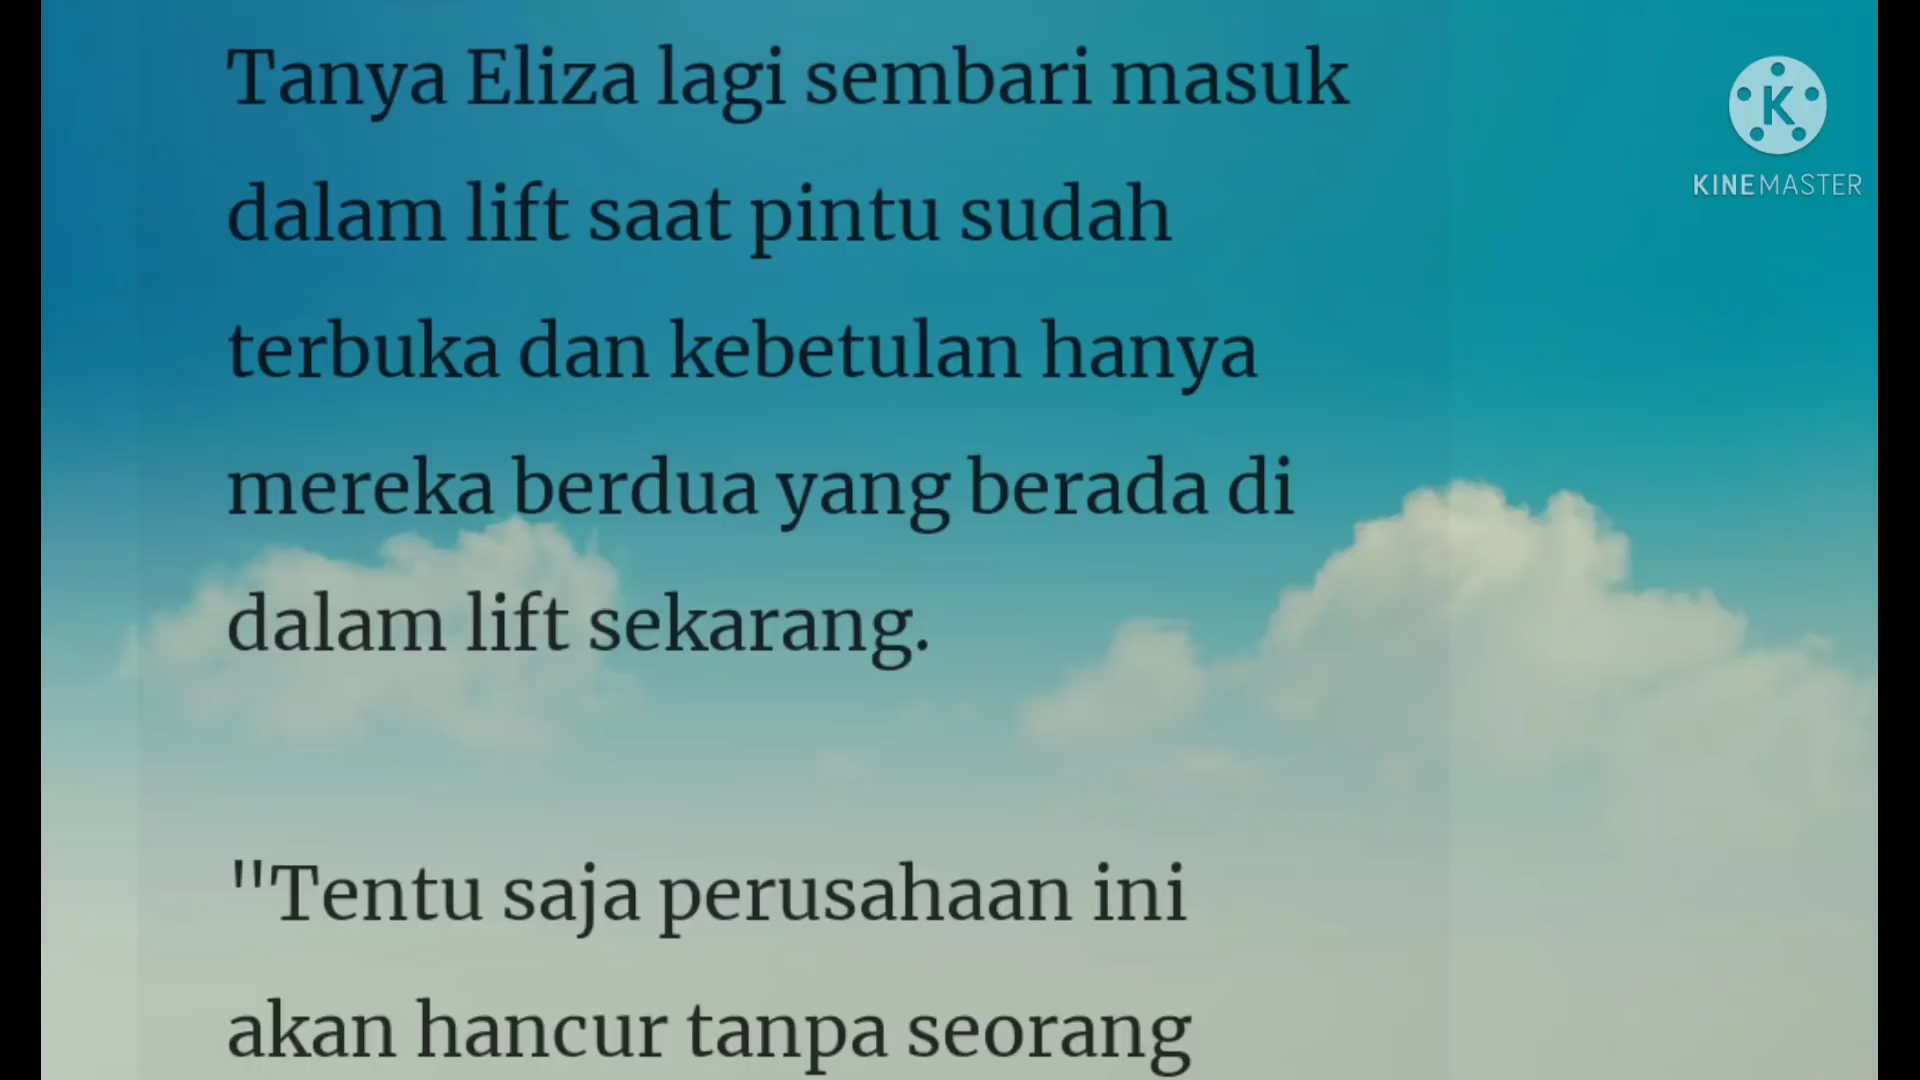 Tanya Eliza lagi sembari masuk
dalam lift saat pintu sudah
terbuka dan kebetulan hanya
mereka berdua yang berada di
dalam lift sekarang.
"Tentu saja perusahaan ini
akan hancur tanpa seorang
K
KINEMASTER